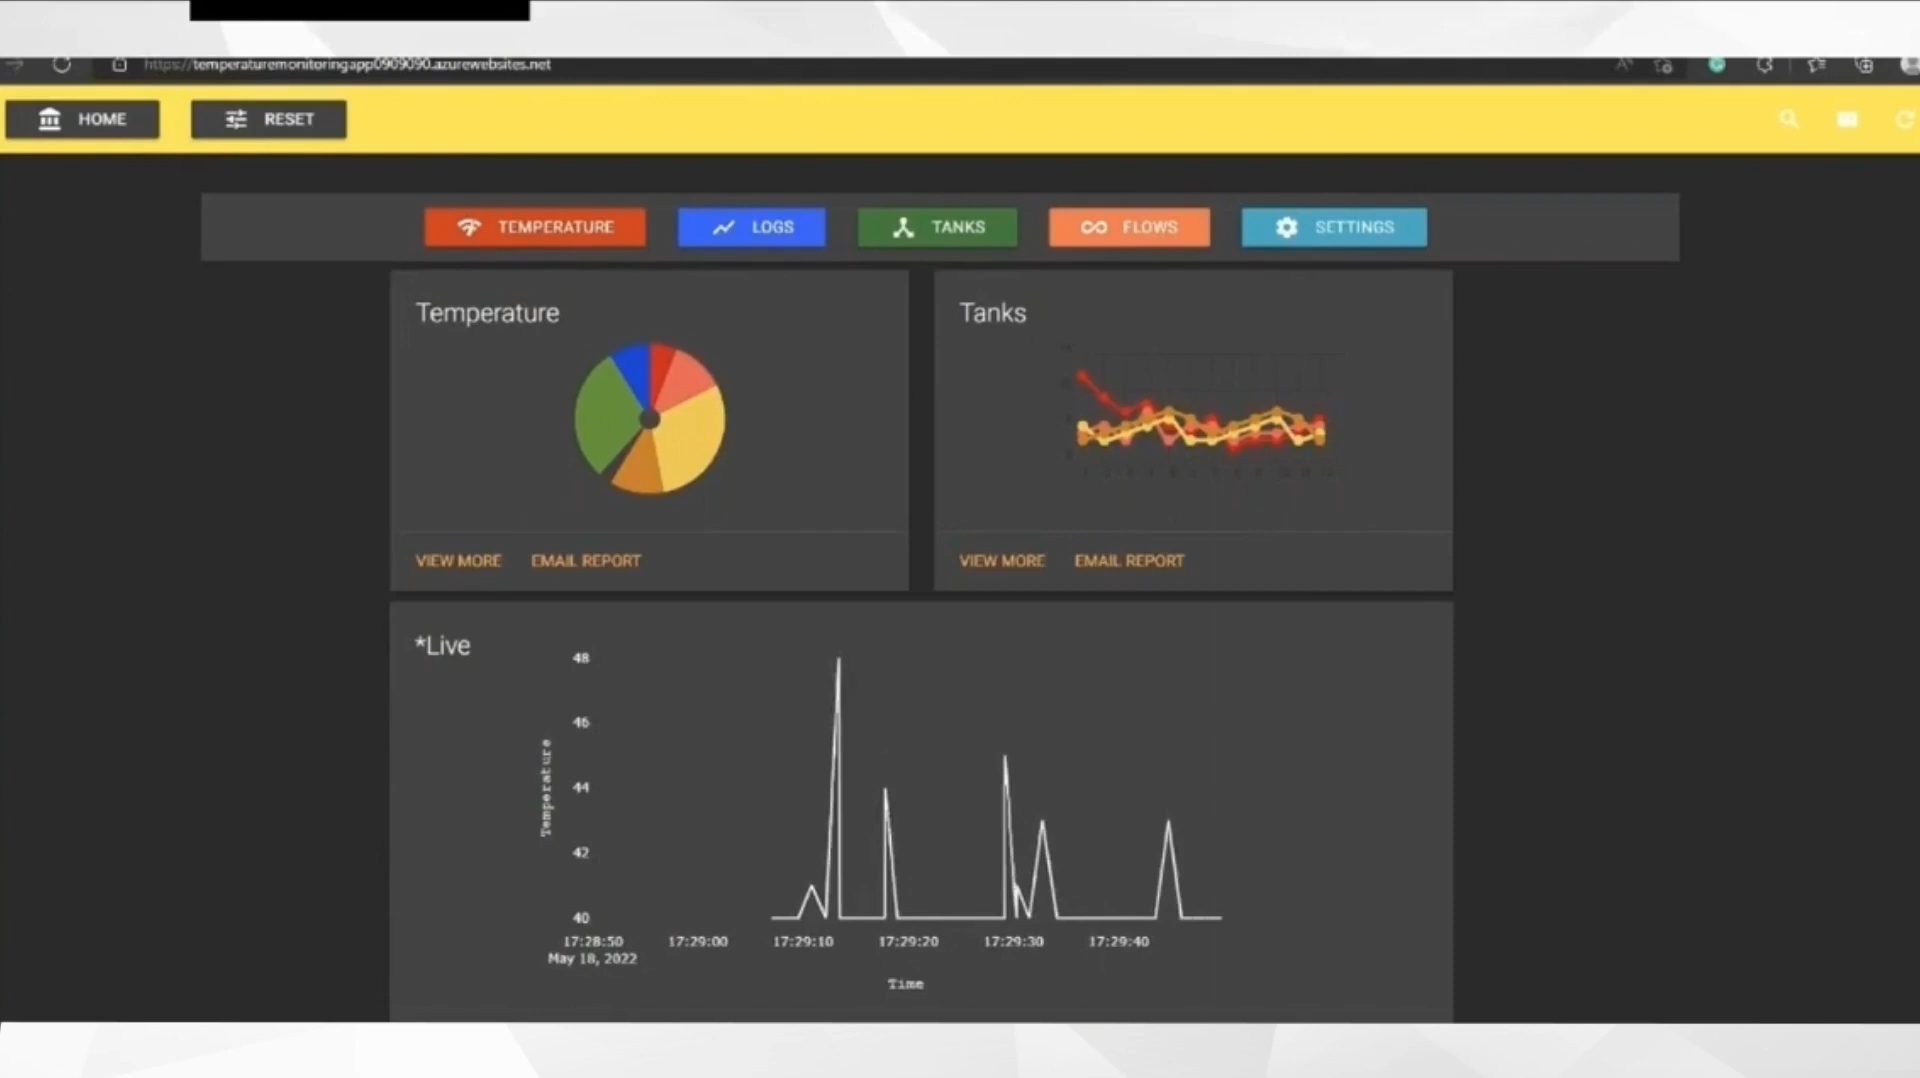 https://temperaturemonitoringapp0909090.azurewebsites.net
HOME
RESET
TEMPERATURE
LOGS
TANKS
FLOWS
SETTINGS
Temperature
Tanks
VIEW MORE
EMAIL REPORT
VIEW MORE
EMAIL REPORT
*Live
48
46
44
42
40
Temperature
17:28:50
17:29:00
17:29:10
17:29:20
17:29:30
17:29:40
May 18, 2022
Time